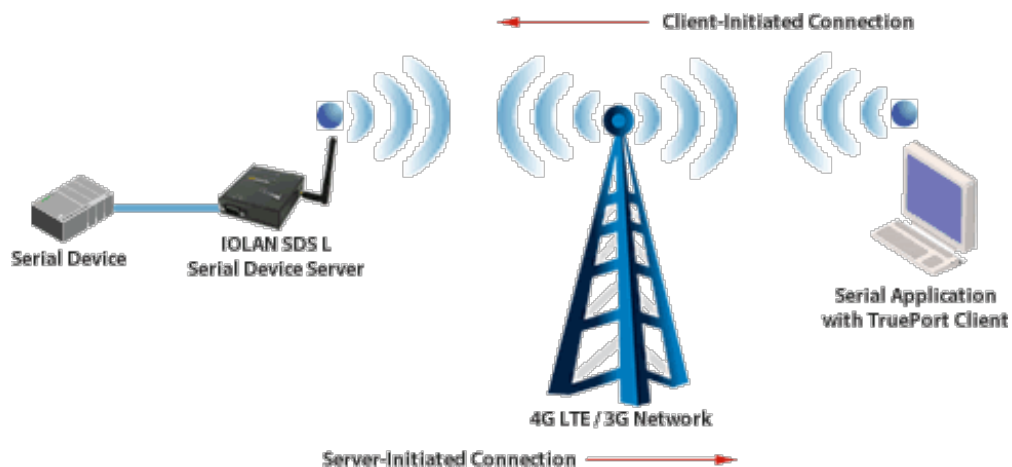 Client-Initiated Connection
Serial Device
IOLAN SDS L
Serial Device Server
Serial Application
with TruePort Client
4G LTE / 3G Network
Server-Initiated Connection